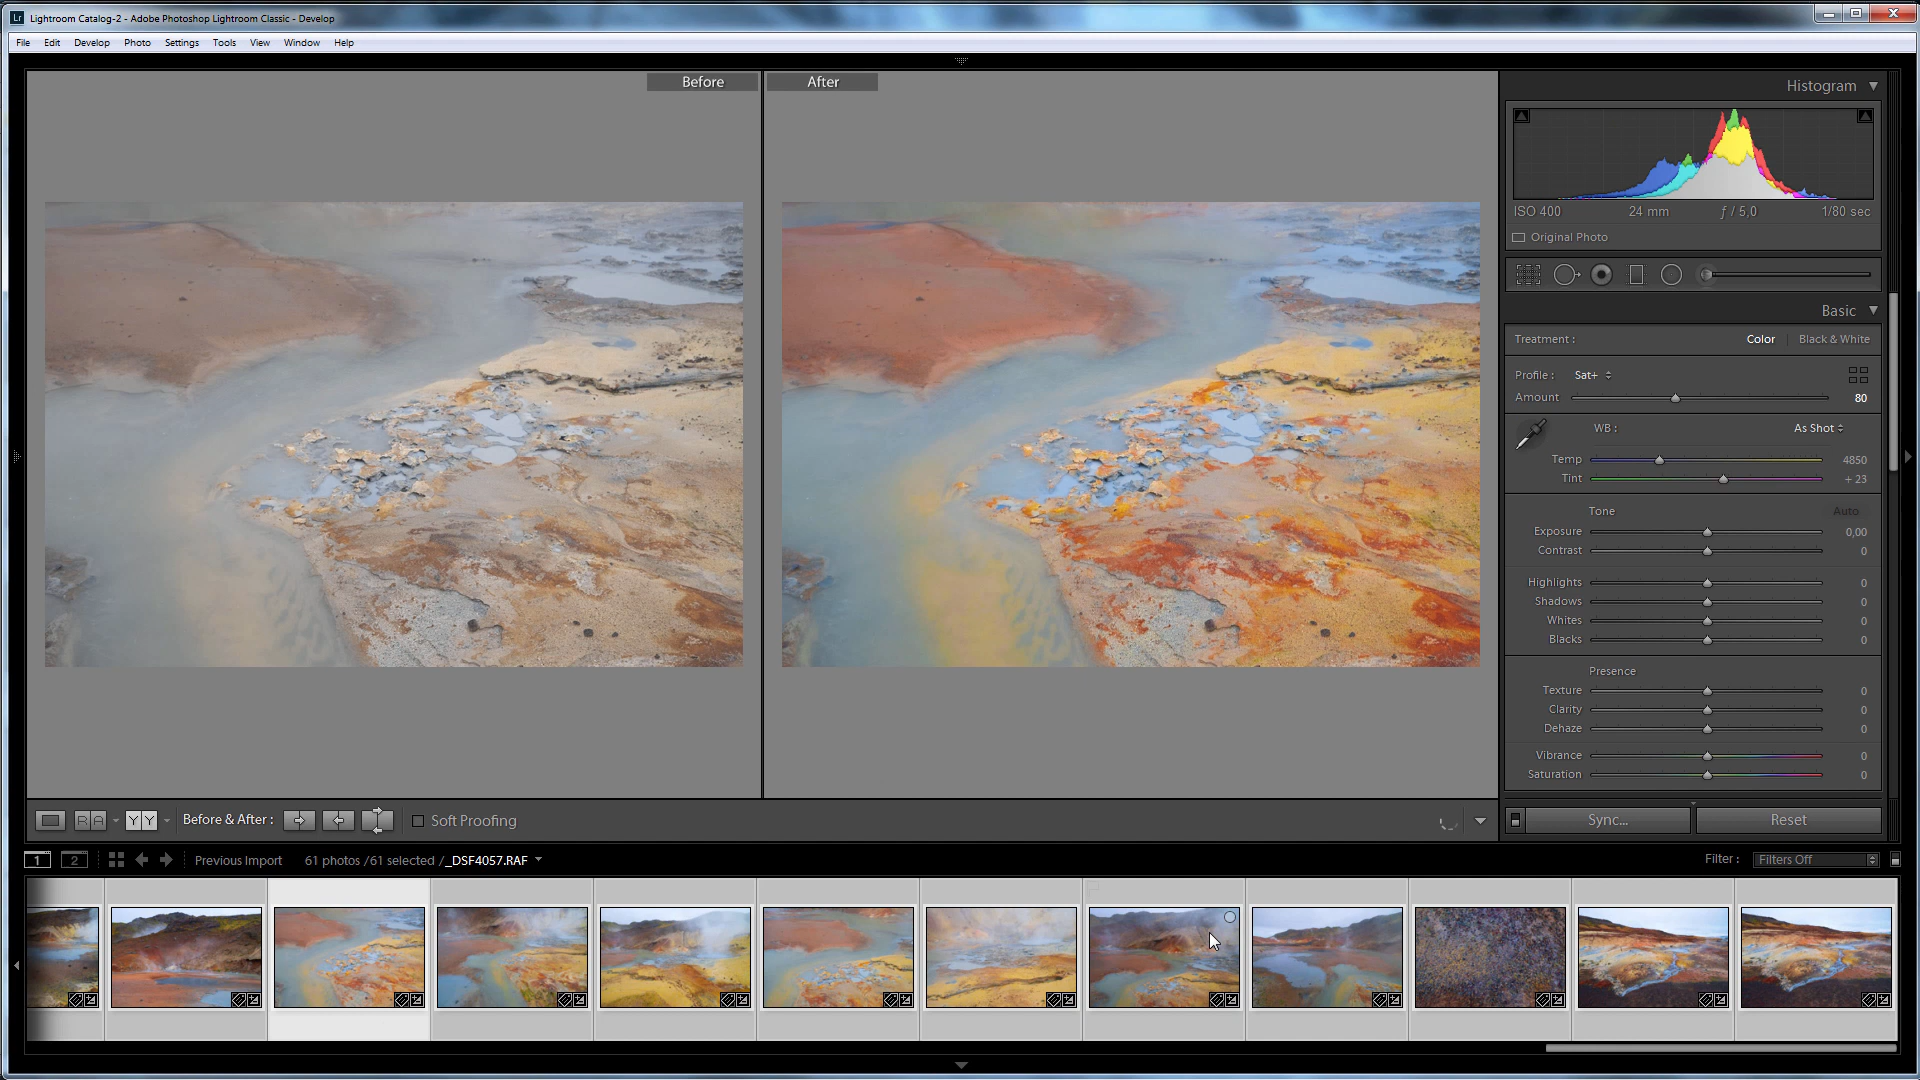 Lr Lightroom Catalog-2 - Adobe Photoshop Lightroom Classic - Develop
File Edit Develop Photo Settings Tools View Window Help
Before After
Histogram
ISO 400 24 mm ƒ / 5,0 1/80 sec
Original Photo
Basic
Treatment : Color Black & White
Profile : Sat+
Amount 80
WB : As Shot
Temp 4850
Tint + 23
Tone Auto
Exposure 0,00
Contrast 0
Highlights 0
Shadows 0
Whites 0
Blacks 0
Presence
Texture 0
Clarity 0
Dehaze 0
Vibrance 0
Saturation 0
R A Y Y Before & After : Soft Proofing Sync... Reset
1 2 Previous Import 61 photos /61 selected /_DSF4057.RAF Filter : Filters Off